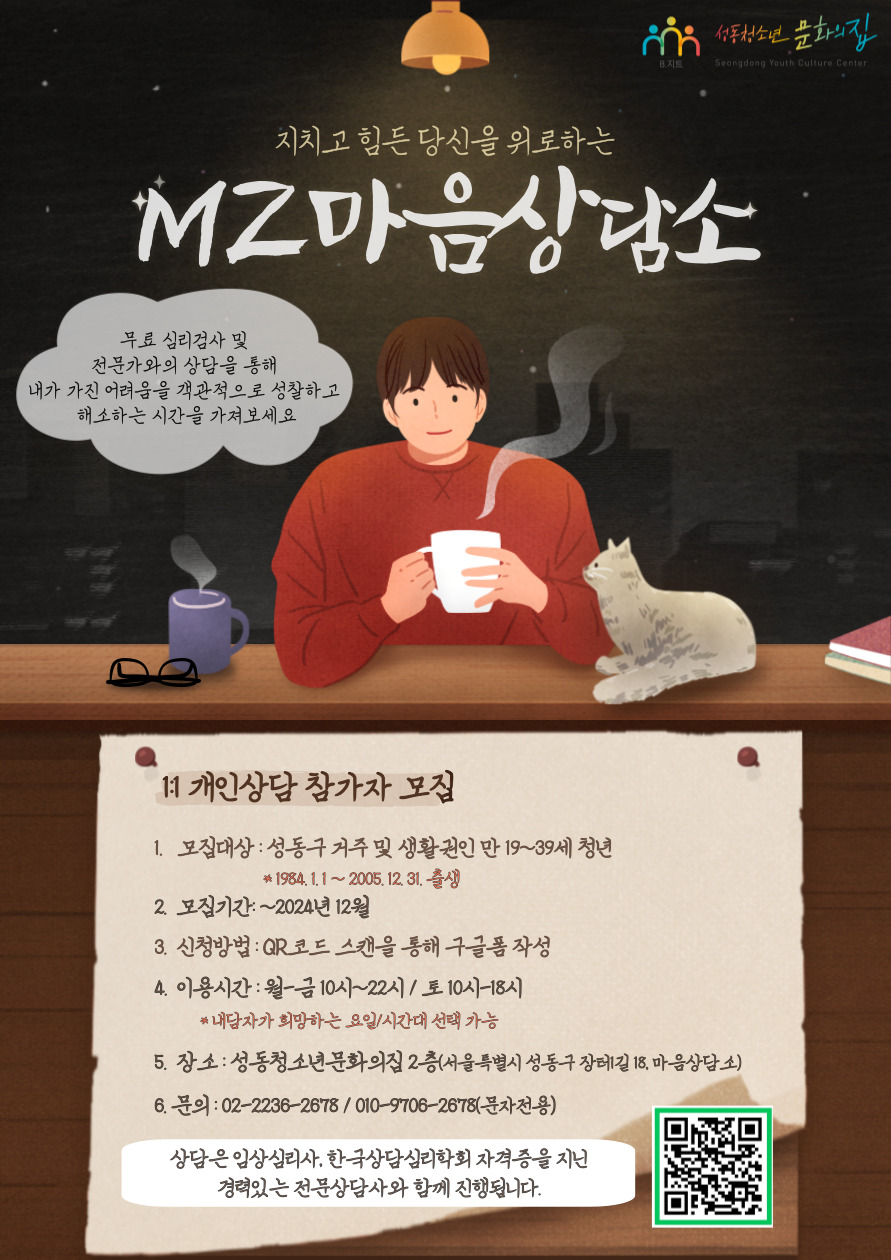 B.지트
성동청소년 문화의집
Seongdong Youth Culture Center
지치고 힘든 당신을 위로하는
MZ마음상담소
무료 심리검사 및
전문가와의 상담을 통해
내가 가진 어려움을 객관적으로 성찰하고
해소하는 시간을 가져보세요
1:1 개인상담 참가자 모집
1. 모집대상 : 성동구 거주 및 생활권인 만 19~39세 청년
* 1984. 1. 1 ~ 2005. 12. 31. 출생
2. 모집기간: ~2024년 12월
3. 신청방법 : QR코드 스캔을 통해 구글폼 작성
4. 이용시간 : 월-금 10시~22시 / 토 10시-18시
* 내담자가 희망하는 요일/시간대 선택 가능
5. 장소 : 성동청소년문화의집 2층(서울특별시 성동구 장터길 18, 마음상담소)
6. 문의 : 02-2236-2678 / 010-9706-2678(문자전용)
상담은 임상심리사, 한국상담심리학회 자격증을 지닌
경력있는 전문상담사와 함께 진행됩니다.